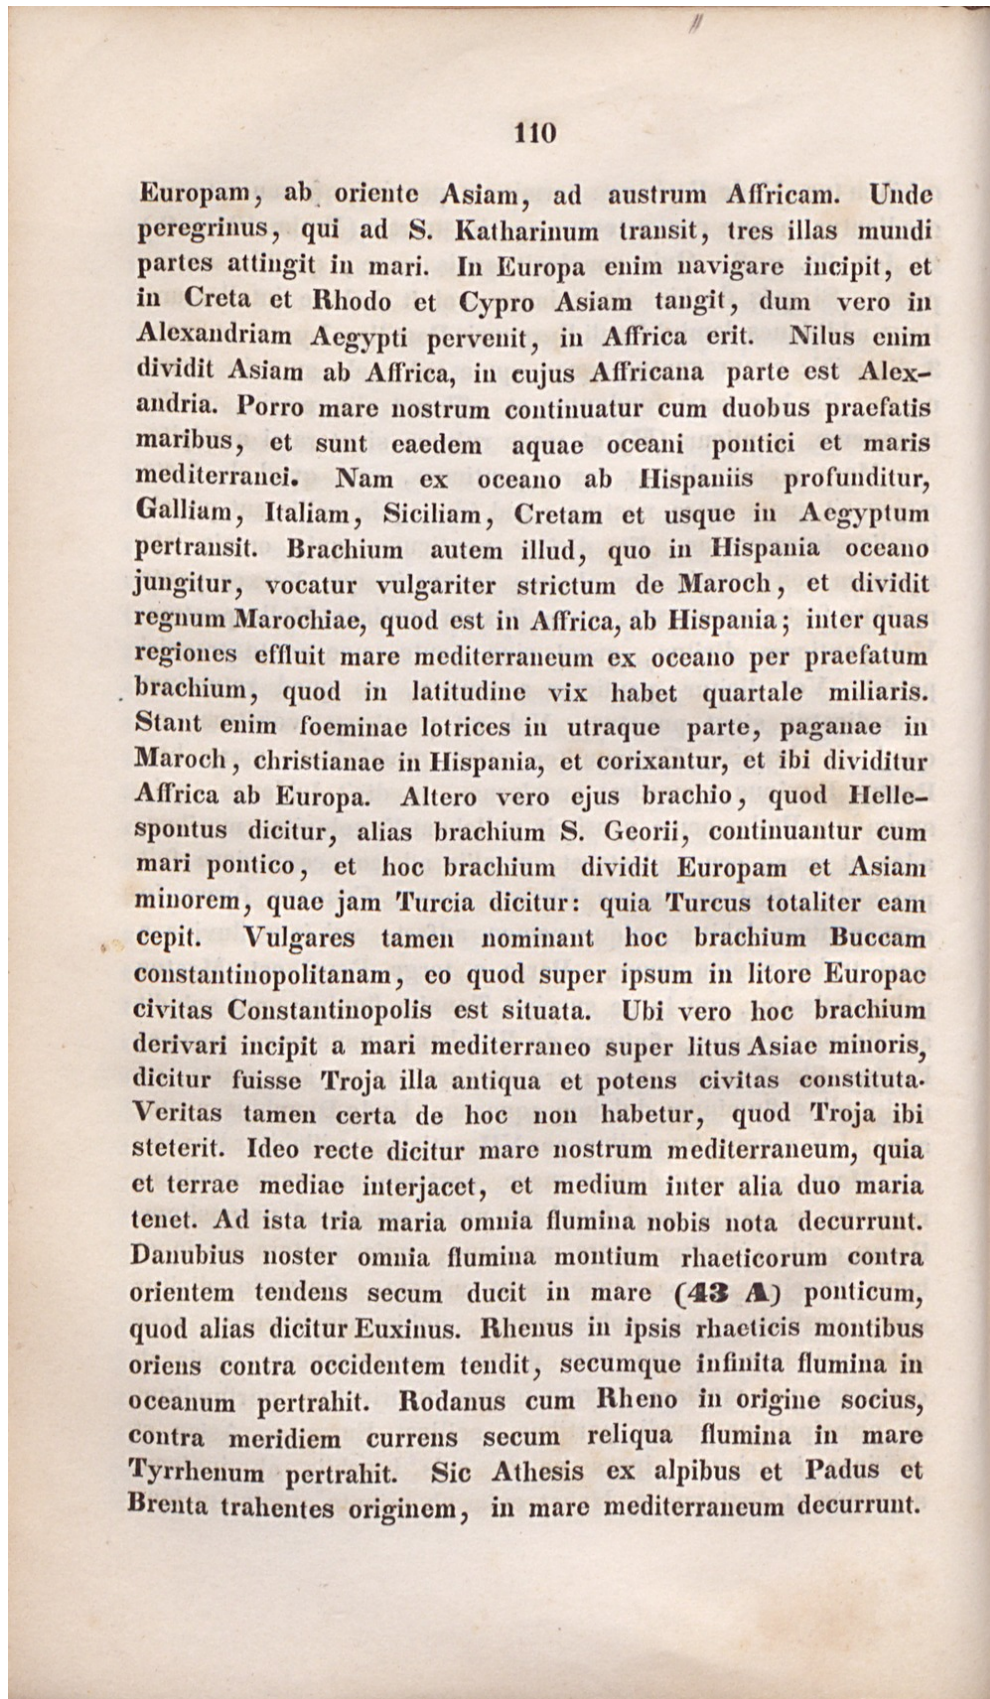 110
Europam, ab oriente Asiam, ad austrum Affricam. Unde
peregrinus, qui ad S. Katharinum transit, tres illas mundi
partes attingit in mari. In Europa enim navigare incipit, et
in Creta et Rhodo et Cypro Asiam tangit, dum vero in
Alexandriam Aegypti pervenit, in Affrica erit. Nilus enim
dividit Asiam ab Affrica, in cujus Affricana parte est Alex-
andria. Porro mare nostrum continuatur cum duobus praefatis
maribus, et sunt eaedem aquae oceani pontici et maris
mediterranei. Nam ex oceano ab Hispaniis profunditur,
Galliam, Italiam, Siciliam, Cretam et usque in Aegyptum
pertransit. Brachium autem illud, quo in Hispania oceano
jungitur, vocatur vulgariter strictum de Maroch, et dividit
regnum Marochiae, quod est in Affrica, ab Hispania; inter quas
regiones effluit mare mediterraneum ex oceano per praefatum
brachium, quod in latitudine vix habet quartale miliaris.
Stant enim foeminae lotrices in utraque parte, paganae in
Maroch, christianae in Hispania, et corixantur, et ibi dividitur
Affrica ab Europa. Altero vero ejus brachio, quod Helle-
spontus dicitur, alias brachium S. Georii, continuantur cum
mari pontico, et hoc brachium dividit Europam et Asiam
minorem, quae jam Turcia dicitur: quia Turcus totaliter eam
cepit. Vulgares tamen nominant hoc brachium Buccam
constantinopolitanam, eo quod super ipsum in litore Europae
civitas Constantinopolis est situata. Ubi vero hoc brachium
derivari incipit a mari mediterraneo super litus Asiae minoris,
dicitur fuisse Troja illa antiqua et potens civitas constituta.
Veritas tamen certa de hoc non habetur, quod Troja ibi
steterit. Ideo recte dicitur mare nostrum mediterraneum, quia
et terrae mediae interjacet, et medium inter alia duo maria
tenet. Ad ista tria maria omnia flumina nobis nota decurrunt.
Danubius noster omnia flumina montium rhaeticorum contra
orientem tendens secum ducit in mare (43 A) ponticum,
quod alias dicitur Euxinus. Rhenus in ipsis rhaeticis montibus
oriens contra occidentem tendit, secumque infinita flumina in
oceanum pertrahit. Rodanus cum Rheno in origine socius,
contra meridiem currens secum reliqua flumina in mare
Tyrrhenum pertrahit. Sic Athesis ex alpibus et Padus et
Brenta trahentes originem, in mare mediterraneum decurrunt.